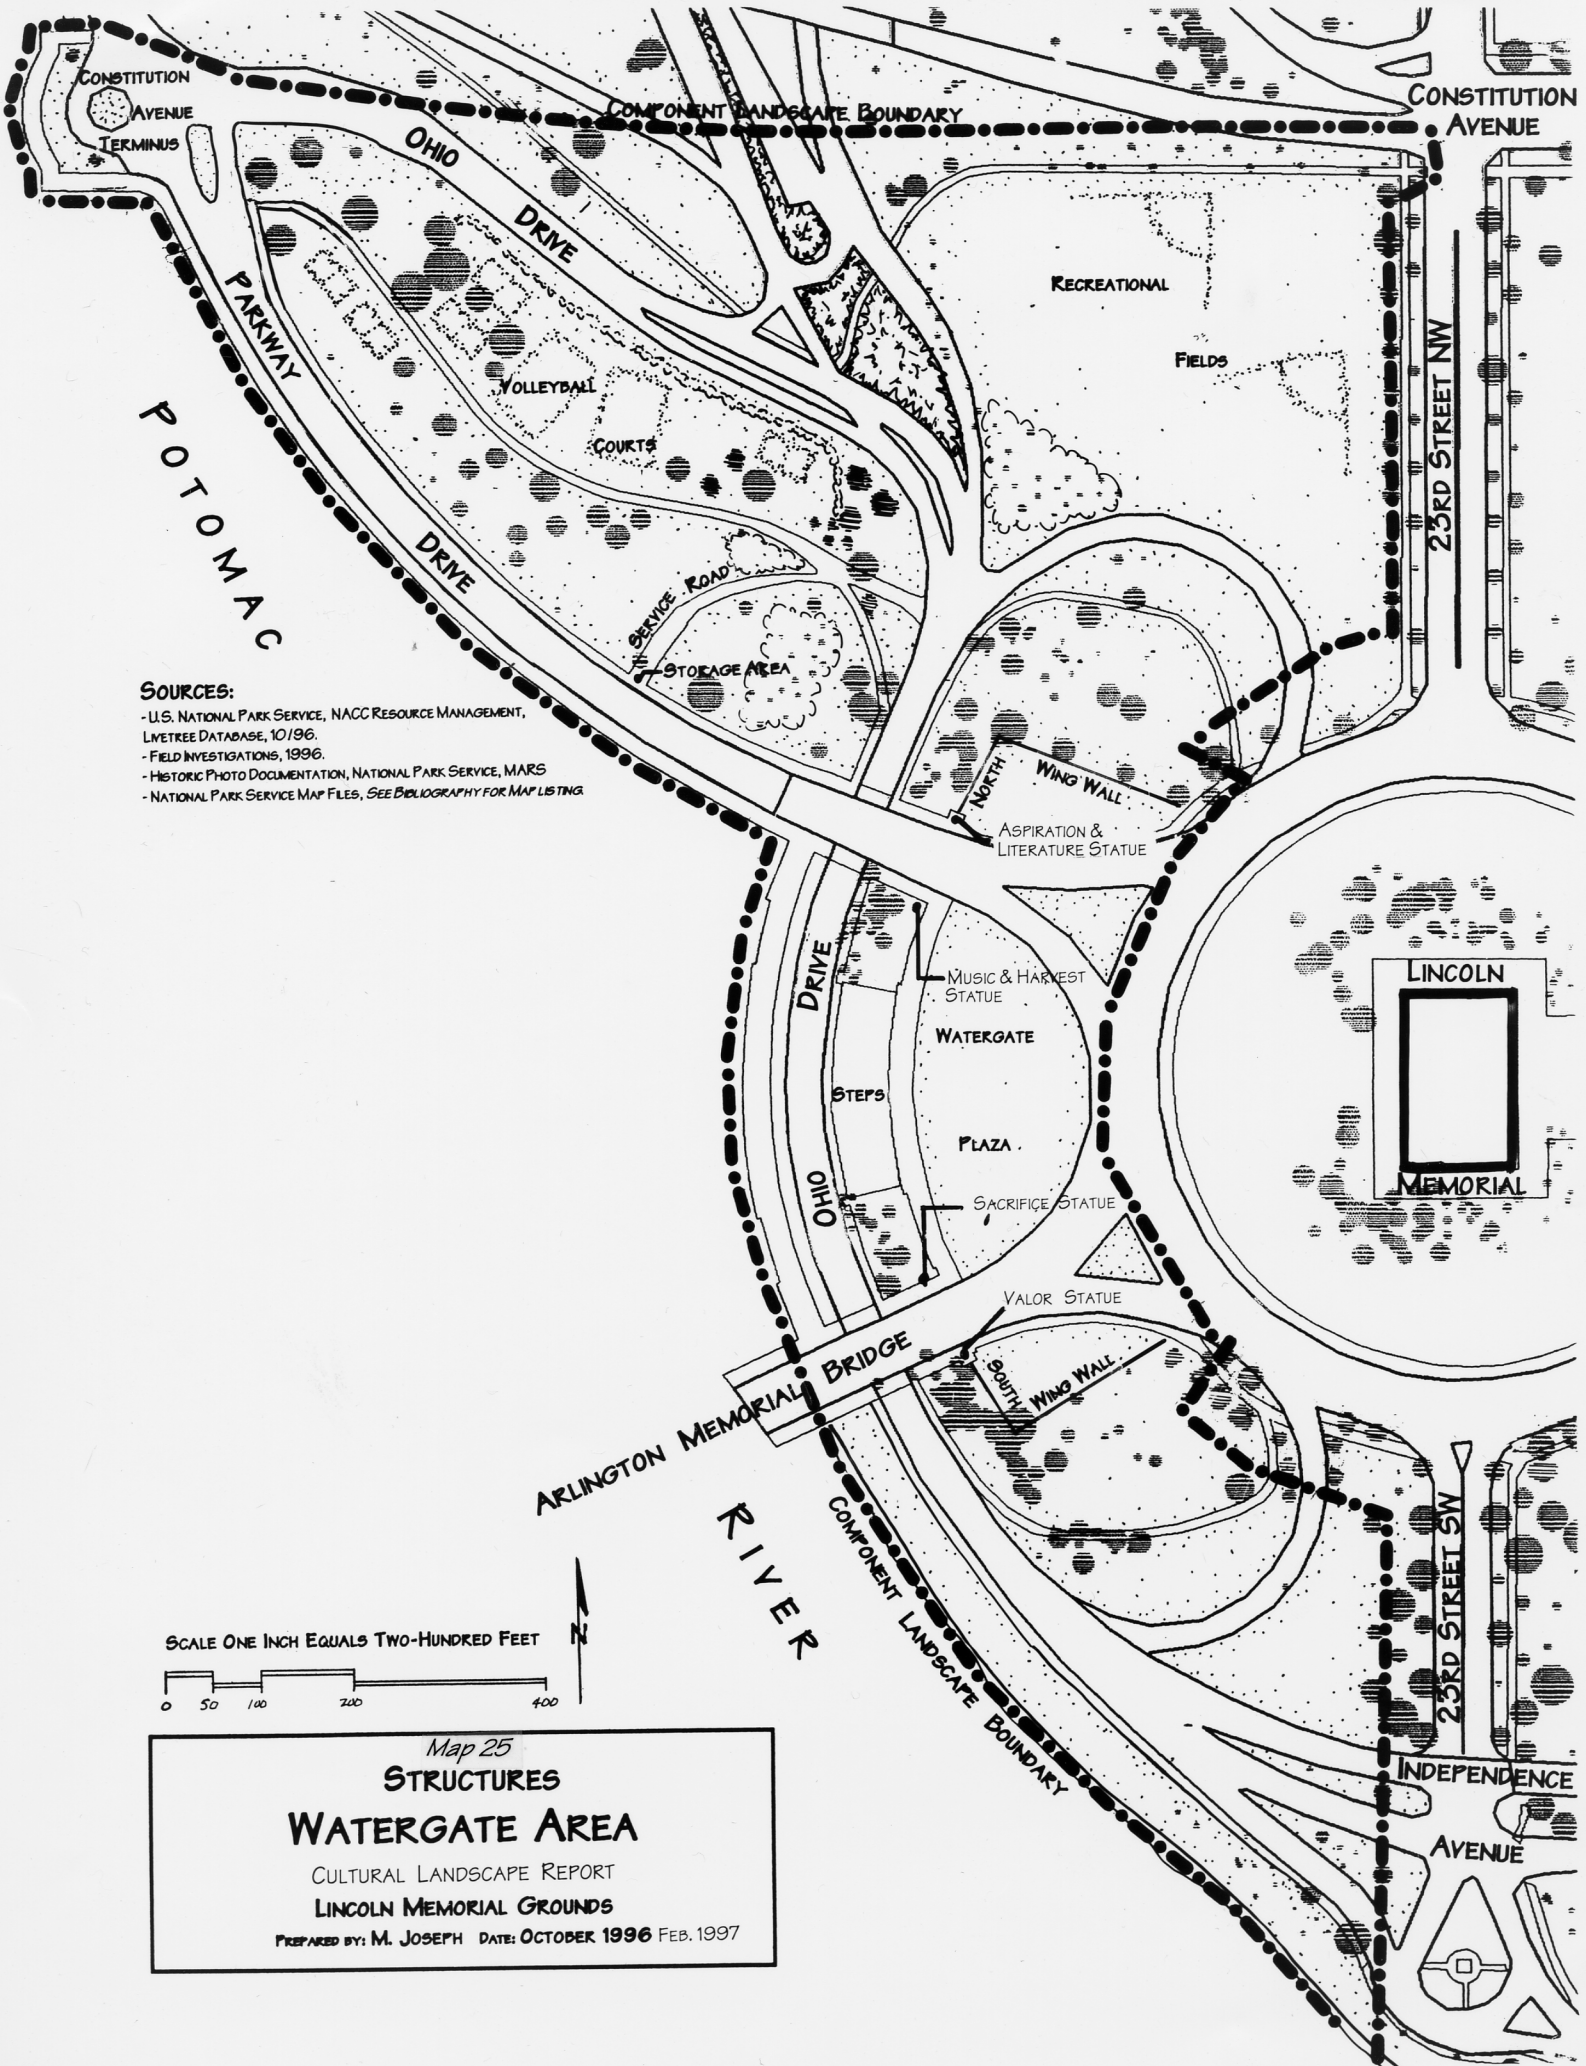 CONSTITUTION
AVENUE
TERMINUS
COMPONENT LANDSCAPE BOUNDARY
CONSTITUTION
AVENUE
OHIO
DRIVE
PARKWAY
DRIVE
RECREATIONAL
FIELDS
23RD STREET NW
VOLLEYBALL
COURTS
POTOMAC
SERVICE ROAD
STORAGE AREA
SOURCES:
- U.S. NATIONAL PARK SERVICE, NACC RESOURCE MANAGEMENT,
LIVETREE DATABASE, 10/96.
- FIELD INVESTIGATIONS, 1996.
- HISTORIC PHOTO DOCUMENTATION, NATIONAL PARK SERVICE, MARS
- NATIONAL PARK SERVICE MAP FILES, SEE BIBLIOGRAPHY FOR MAP LISTING.
NORTH
WING WALL
ASPIRATION &
LITERATURE STATUE
DRIVE
MUSIC & HARVEST
STATUE
WATERGATE
STEPS
PLAZA
LINCOLN
MEMORIAL
OHIO
SACRIFICE STATUE
VALOR STATUE
SOUTH
WING WALL
ARLINGTON MEMORIAL BRIDGE
RIVER
COMPONENT LANDSCAPE BOUNDARY
23RD STREET SW
INDEPENDENCE
AVENUE
N
SCALE ONE INCH EQUALS TWO-HUNDRED FEET
0 50 100 200 400
Map 25
STRUCTURES
WATERGATE AREA
CULTURAL LANDSCAPE REPORT
LINCOLN MEMORIAL GROUNDS
PREPARED BY: M. JOSEPH DATE: OCTOBER 1996 FEB. 1997